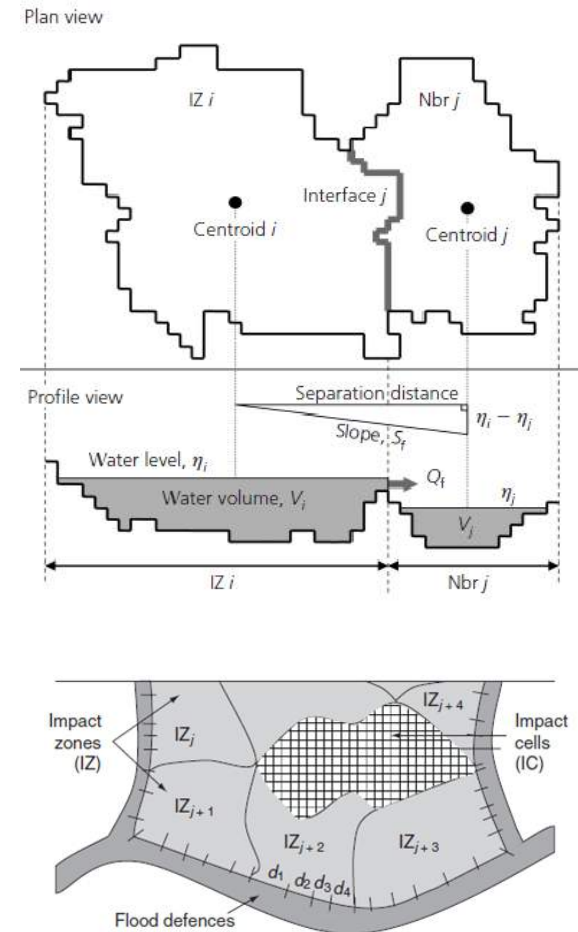 Plan view
IZ i
Nbr j
Interface j
Centroid i
Centroid j
Profile view
Separation distance
Slope, S_f
η_i − η_j
Water level, η_i
Q_f
Water volume, V_i
η_j
V_j
IZ i
Nbr j
Impact
zones
(IZ)
IZ_j
IZ_{j + 4}
Impact
cells
(IC)
IZ_{j + 1}
IZ_{j + 2}
IZ_{j + 3}
d_1 d_2 d_3 d_4
Flood defences